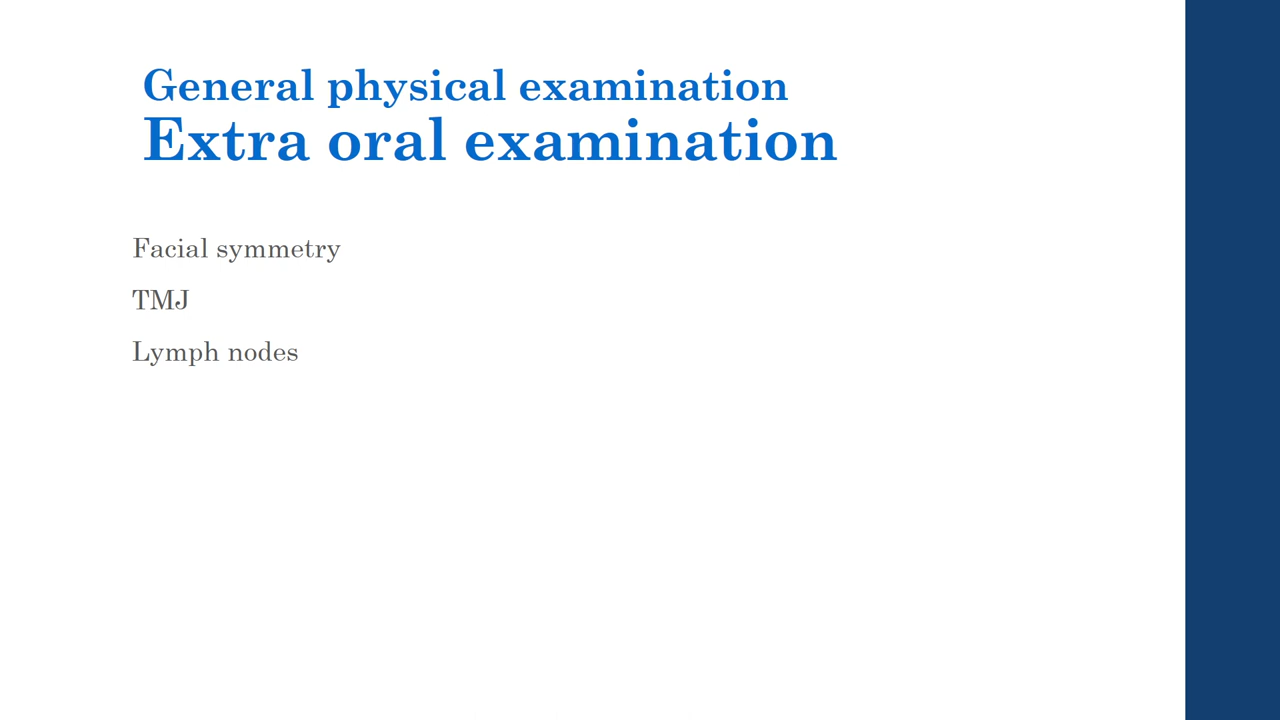 General physical examination
Extra oral examination
Facial symmetry
TMJ
Lymph nodes